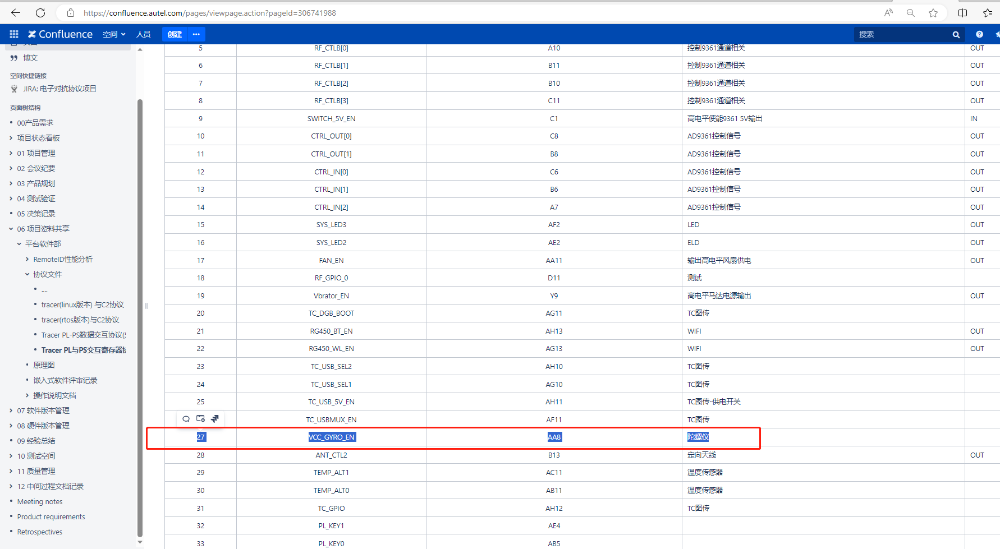 https://confluence.autel.com/pages/viewpage.action?pageId=306741988
Confluence 空间 人员 创建 ··· 搜索
博文
空间快捷链接
JIRA: 电子对抗协议项目
页面树结构
00产品需求
项目状态看板
01 项目管理
02 会议纪要
03 产品规划
04 测试验证
05 决策记录
06 项目资料共享
平台软件部
RemoteID性能分析
协议文件
....
tracer(linux版本) 与C2协议
tracer(rtos版本)与C2协议
Tracer PL-PS数据交互协议(
Tracer PL与PS交互寄存器
原理图
嵌入式软件评审记录
操作说明文档
07 软件版本管理
08 硬件版本管理
09 经验总结
10 测试空间
11 质量管理
12 中间过程文档记录
Meeting notes
Product requirements
Retrospectives
5 RF_CTLB[0] A10 控制9361通道相关 OUT
6 RF_CTLB[1] B11 控制9361通道相关 OUT
7 RF_CTLB[2] B10 控制9361通道相关 OUT
8 RF_CTLB[3] C11 控制9361通道相关 OUT
9 SWITCH_5V_EN C1 高电平使能9361 5V输出 IN
10 CTRL_OUT[0] C8 AD9361控制信号 OUT
11 CTRL_OUT[1] B8 AD9361控制信号 OUT
12 CTRL_IN[0] C6 AD9361控制信号 OUT
13 CTRL_IN[1] B6 AD9361控制信号 OUT
14 CTRL_IN[2] A7 AD9361控制信号 OUT
15 SYS_LED3 AF2 LED OUT
16 SYS_LED2 AE2 ELD OUT
17 FAN_EN AA11 输出高电平风扇供电 OUT
18 RF_GPIO_0 D11 测试
19 Vbrator_EN Y9 高电平马达电源输出 OUT
20 TC_DGB_BOOT AG11 TC图传
21 RG450_BT_EN AH13 WIFI OUT
22 RG450_WL_EN AG13 WIFI OUT
23 TC_USB_SEL2 AH10 TC图传
24 TC_USB_SEL1 AG10 TC图传
25 TC_USB_5V_EN AH11 TC图传-供电开关
TC_USBMUX_EN AF11 TC图传
27 VCC_GYRO_EN AA8 陀螺仪
28 ANT_CTL2 B13 定向天线 OUT
29 TEMP_ALT1 AC11 温度传感器
30 TEMP_ALT0 AB11 温度传感器
31 TC_GPIO AH12 TC图传
32 PL_KEY1 AE4
33 PL_KEY0 AB5